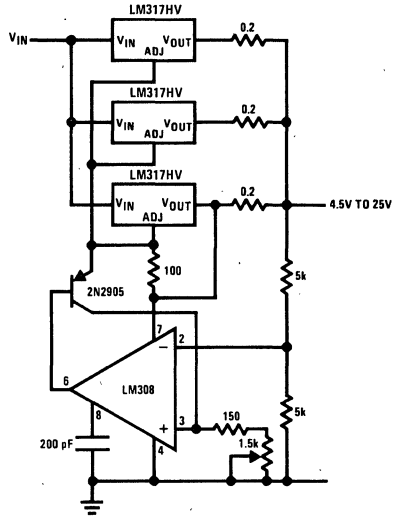 LM317HV
VIN
VIN
VOUT
ADJ
0.2
LM317HV
VIN
VOUT
ADJ
0.2
LM317HV
VIN
VOUT
ADJ
0.2
4.5V TO 25V
100
5k
2N2905
7
2
−
6
LM308
8
+
3
4
150
1.5k
5k
200 pF